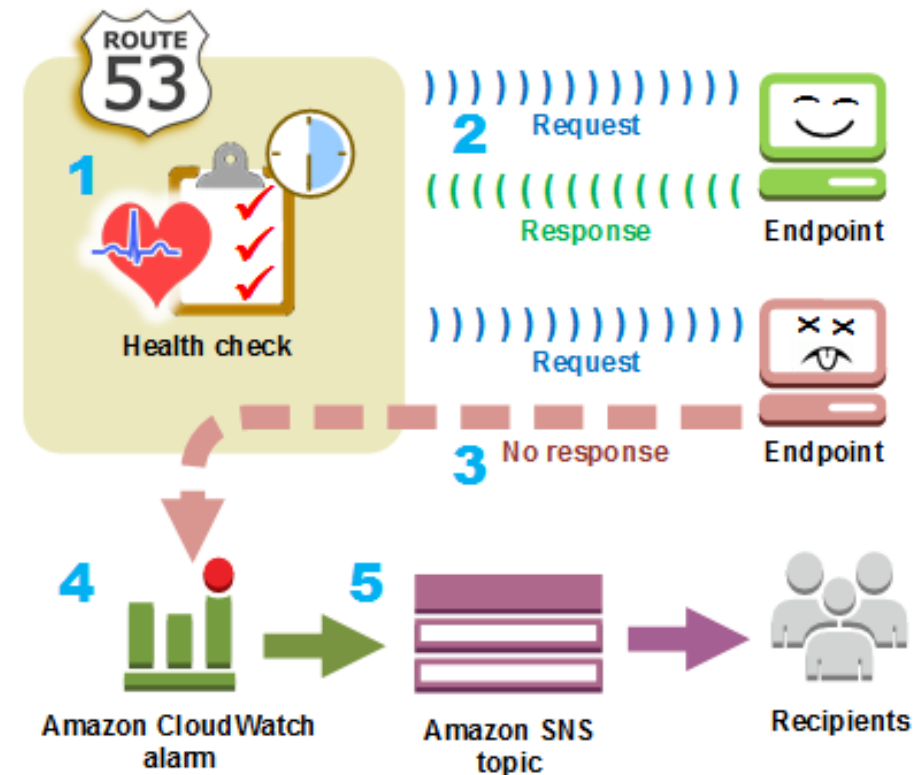 ROUTE
53
1
Health check
2
Request
Response
Endpoint
Request
3
No response
Endpoint
4
Amazon CloudWatch
alarm
5
Amazon SNS
topic
Recipients